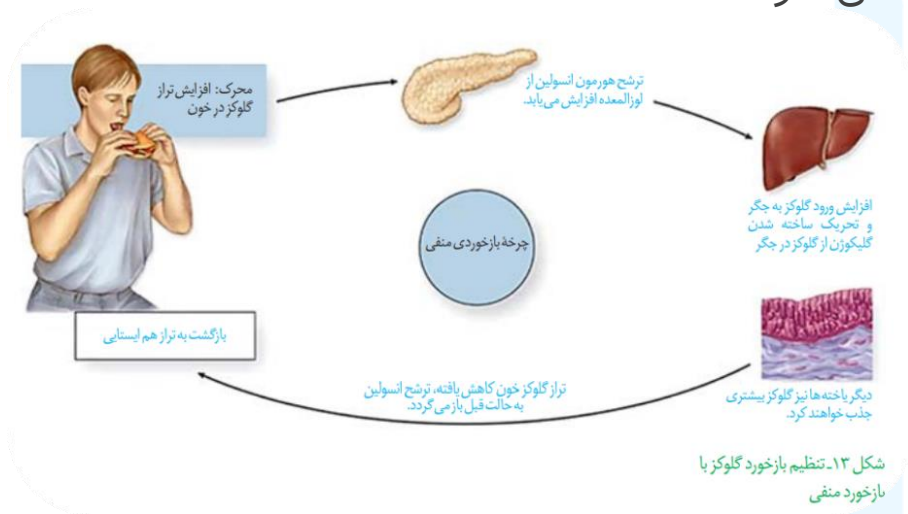 محرک: افزایش تراز
گلوکز در خون
ترشح هورمون انسولین از
لوزالمعده افزایش می‌یابد.
افزایش ورود گلوکز به جگر
و تحریک ساخته شدن
گلیکوژن از گلوکز در جگر
چرخهٔ بازخوردی منفی
دیگر یاخته‌ها نیز گلوکز بیشتری
جذب خواهند کرد.
تراز گلوکز خون کاهش یافته، ترشح انسولین
به حالت قبل باز می‌گردد.
بازگشت به تراز هم ایستایی
شکل ۱۳ـ تنظیم بازخورد گلوکز با
بازخورد منفی